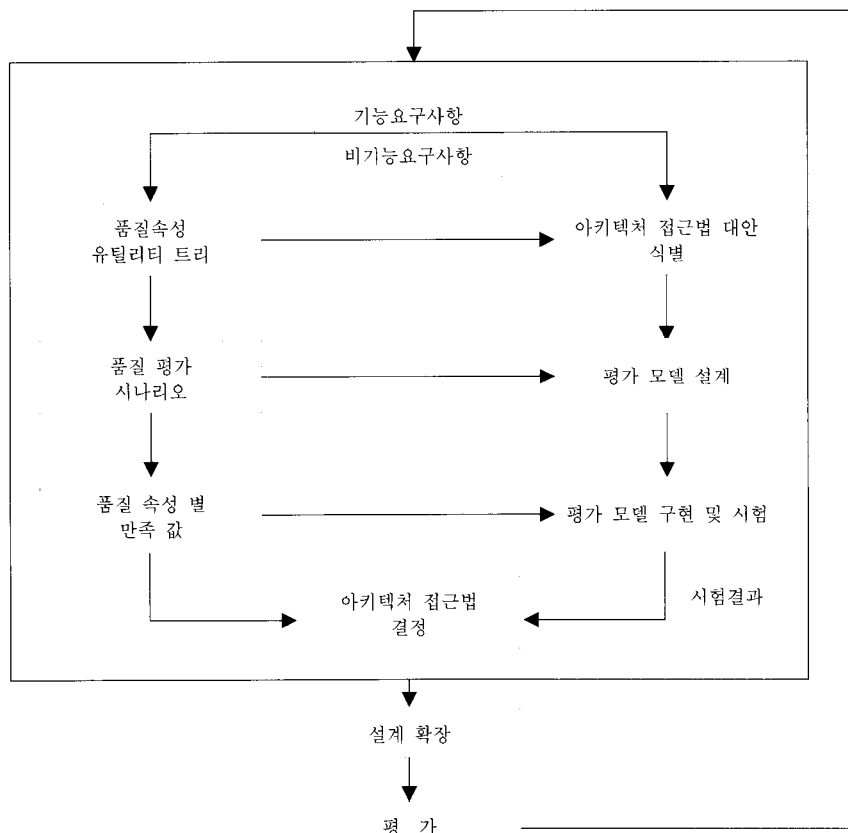 기능요구사항
비기능요구사항
품질속성
유틸리티 트리
아키텍처 접근법 대안
식별
품질 평가
시나리오
평가 모델 설계
품질 속성 별
만족 값
평가 모델 구현 및 시험
아키텍처 접근법
결정
시험결과
설계 확장
평 가